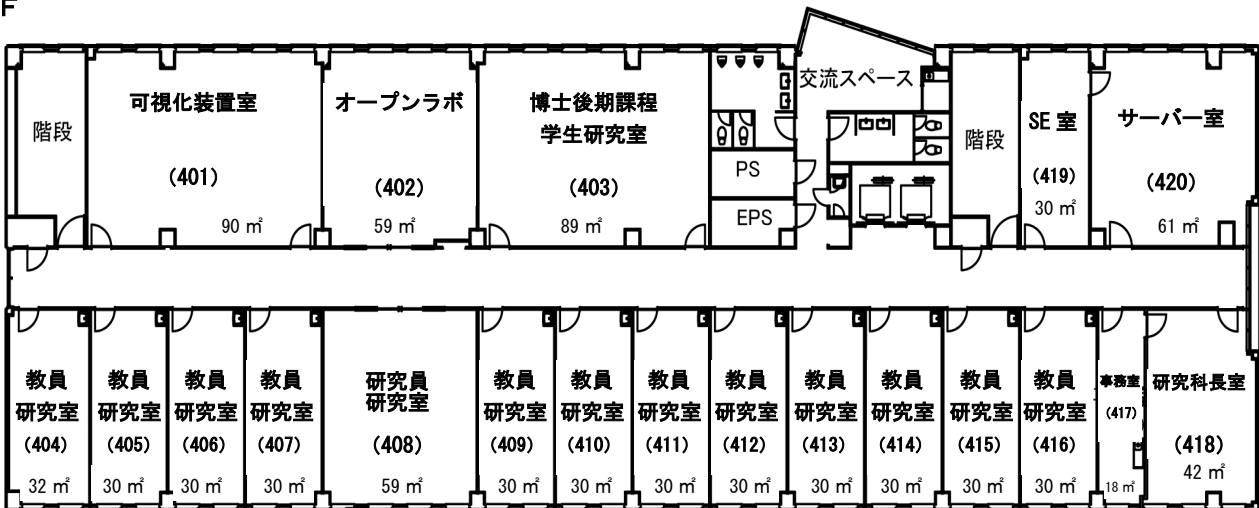 F
階段
可視化装置室
(401)
90 ㎡
オープンラボ
(402)
59 ㎡
博士後期課程
学生研究室
(403)
89 ㎡
PS
EPS
交流スペース
階段
SE 室
(419)
30 ㎡
サーバー室
(420)
61 ㎡
教員
研究室
(404)
32 ㎡
教員
研究室
(405)
30 ㎡
教員
研究室
(406)
30 ㎡
教員
研究室
(407)
30 ㎡
研究員
研究室
(408)
59 ㎡
教員
研究室
(409)
30 ㎡
教員
研究室
(410)
30 ㎡
教員
研究室
(411)
30 ㎡
教員
研究室
(412)
30 ㎡
教員
研究室
(413)
30 ㎡
教員
研究室
(414)
30 ㎡
教員
研究室
(415)
30 ㎡
教員
研究室
(416)
30 ㎡
事務室
(417)
18 ㎡
研究科長室
(418)
42 ㎡